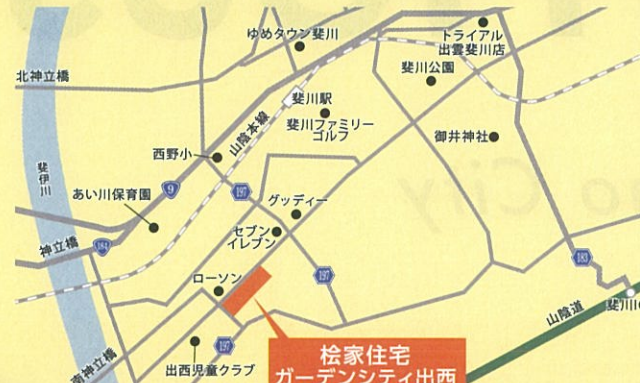 ゆめタウン斐川
トライアル
出雲斐川店
北神立橋
斐川公園
斐川駅
斐川ファミリー
ゴルフ
山陰本線
御井神社
西野小
斐伊川
9
197
あい川保育園
グッディー
セブン
イレブン
神立橋
184
197
183
ローソン
山陰道
南神立橋
197
出西児童クラブ
桧家住宅
ガーデンシティ出西